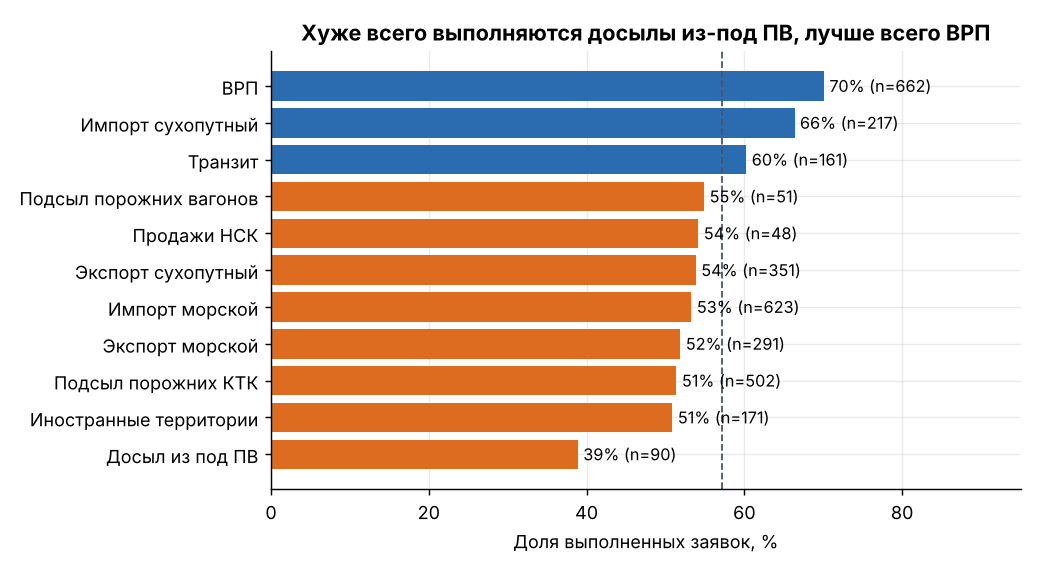 Хуже всего выполняются досылы из-под ПВ, лучше всего ВРП
ВРП 70% (n=662)
Импорт сухопутный 66% (n=217)
Транзит 60% (n=161)
Подсыл порожних вагонов 55% (n=51)
Продажи НСК 54% (n=48)
Экспорт сухопутный 54% (n=351)
Импорт морской 53% (n=623)
Экспорт морской 52% (n=291)
Подсыл порожних КТК 51% (n=502)
Иностранные территории 51% (n=171)
Досыл из под ПВ 39% (n=90)
0 20 40 60 80
Доля выполненных заявок, %